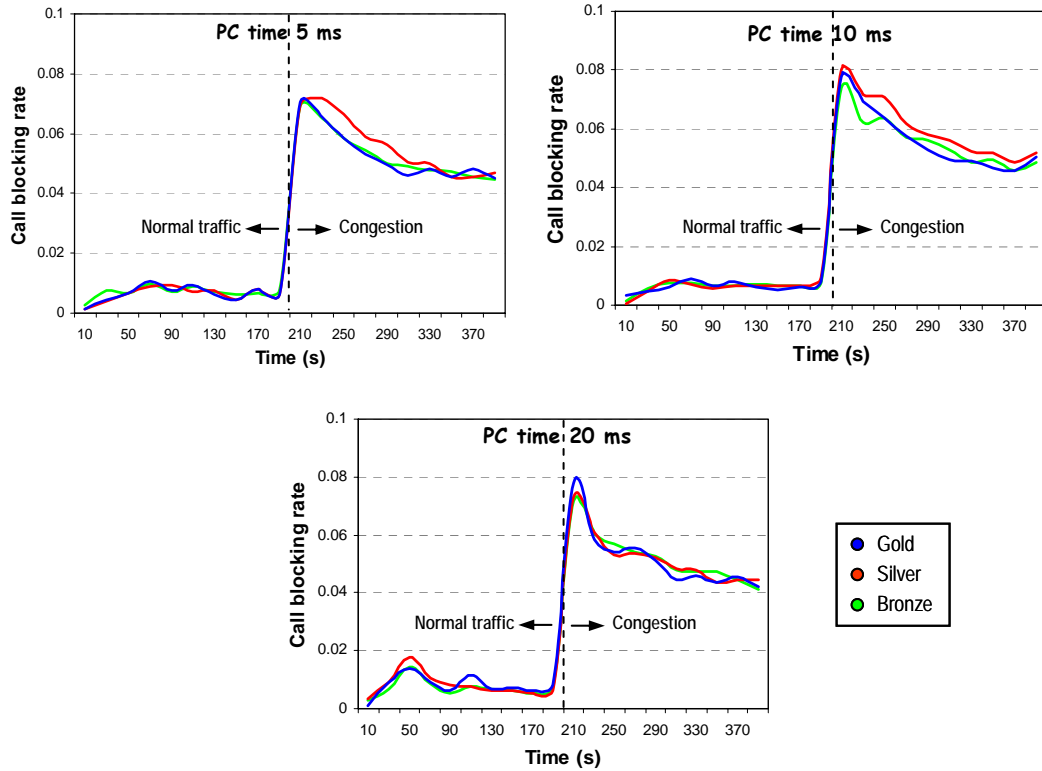 PC time 5 ms
Call blocking rate
0.1
0.08
0.06
0.04
0.02
0
Normal traffic
Congestion
10 50 90 130 170 210 250 290 330 370
Time (s)
PC time 10 ms
Call blocking rate
0.1
0.08
0.06
0.04
0.02
0
Normal traffic
Congestion
10 50 90 130 170 210 250 290 330 370
Time (s)
PC time 20 ms
Call blocking rate
0.1
0.08
0.06
0.04
0.02
0
Normal traffic
Congestion
10 50 90 130 170 210 250 290 330 370
Time (s)
Gold
Silver
Bronze